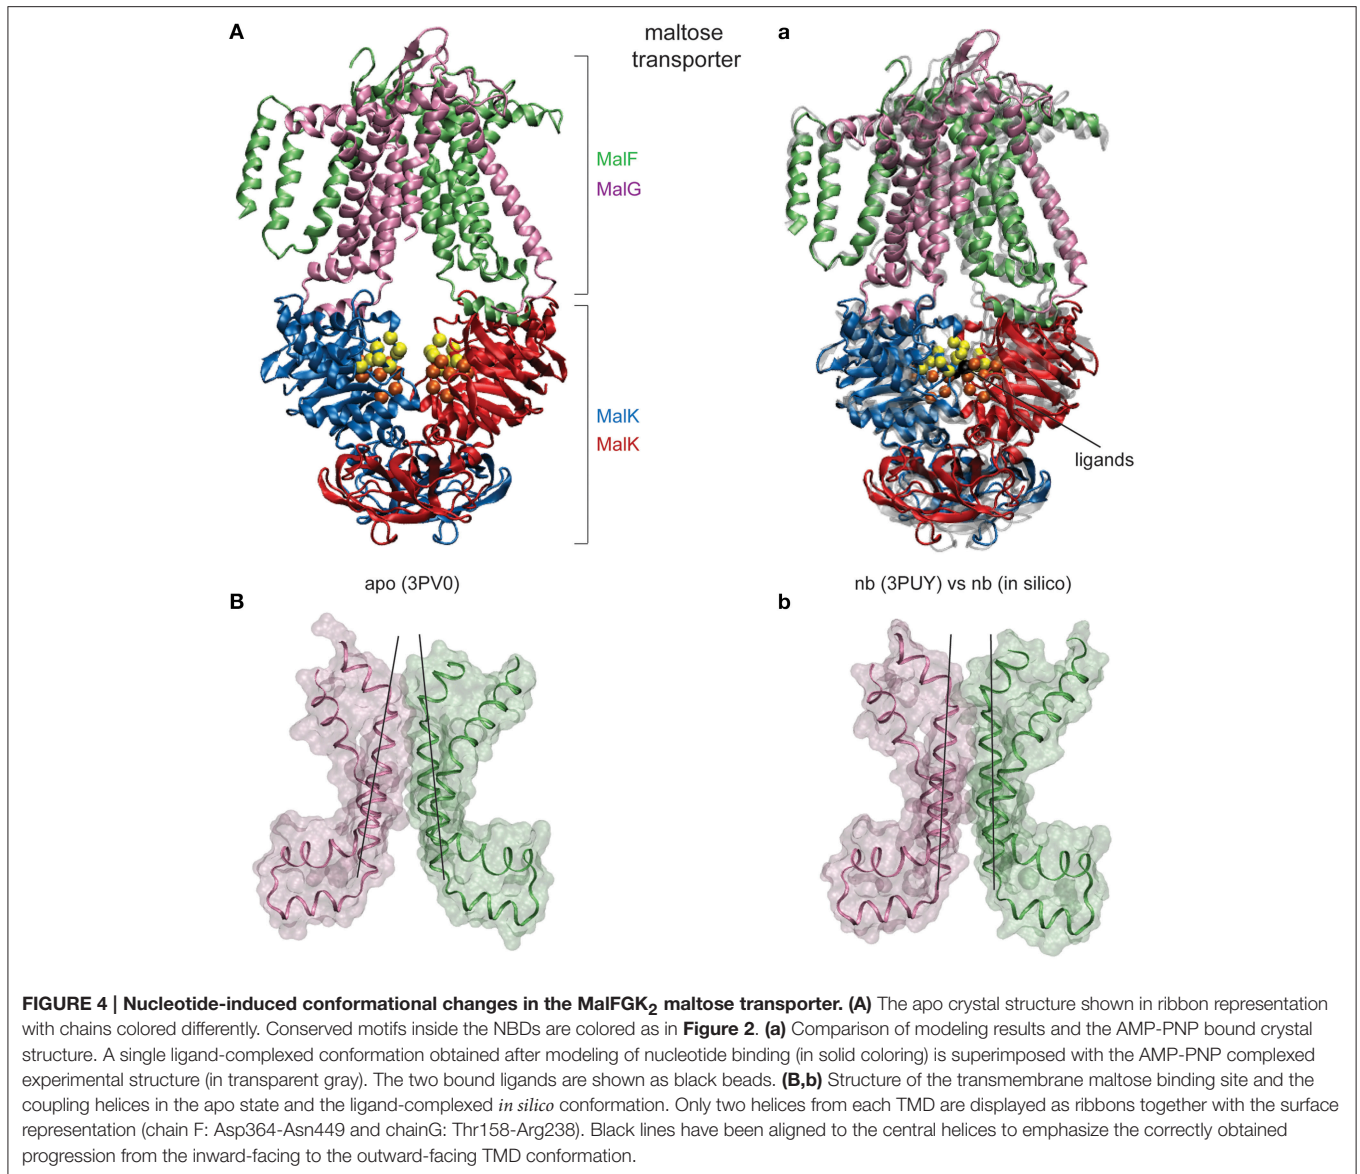 A
maltose
transporter
a
MalF
MalG
MalK
MalK
ligands
apo (3PV0)
nb (3PUY) vs nb (in silico)
B
b
FIGURE 4 | Nucleotide-induced conformational changes in the MalFGK2 maltose transporter. (A) The apo crystal structure shown in ribbon representation
with chains colored differently. Conserved motifs inside the NBDs are colored as in Figure 2. (a) Comparison of modeling results and the AMP-PNP bound crystal
structure. A single ligand-complexed conformation obtained after modeling of nucleotide binding (in solid coloring) is superimposed with the AMP-PNP complexed
experimental structure (in transparent gray). The two bound ligands are shown as black beads. (B,b) Structure of the transmembrane maltose binding site and the
coupling helices in the apo state and the ligand-complexed in silico conformation. Only two helices from each TMD are displayed as ribbons together with the surface
representation (chain F: Asp364-Asn449 and chainG: Thr158-Arg238). Black lines have been aligned to the central helices to emphasize the correctly obtained
progression from the inward-facing to the outward-facing TMD conformation.